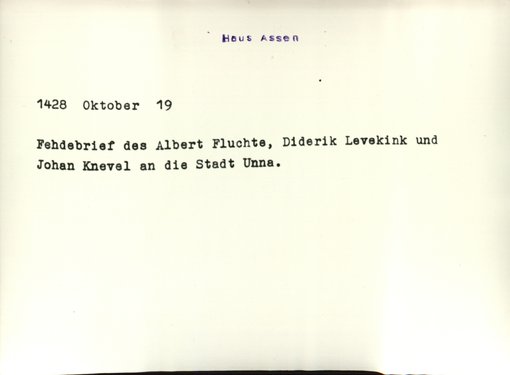 Haus Assen
1428 Oktober 19
Fehdebrief des Albert Fluchte, Diderik Levekink und
Johan Knevel an die Stadt Unna.